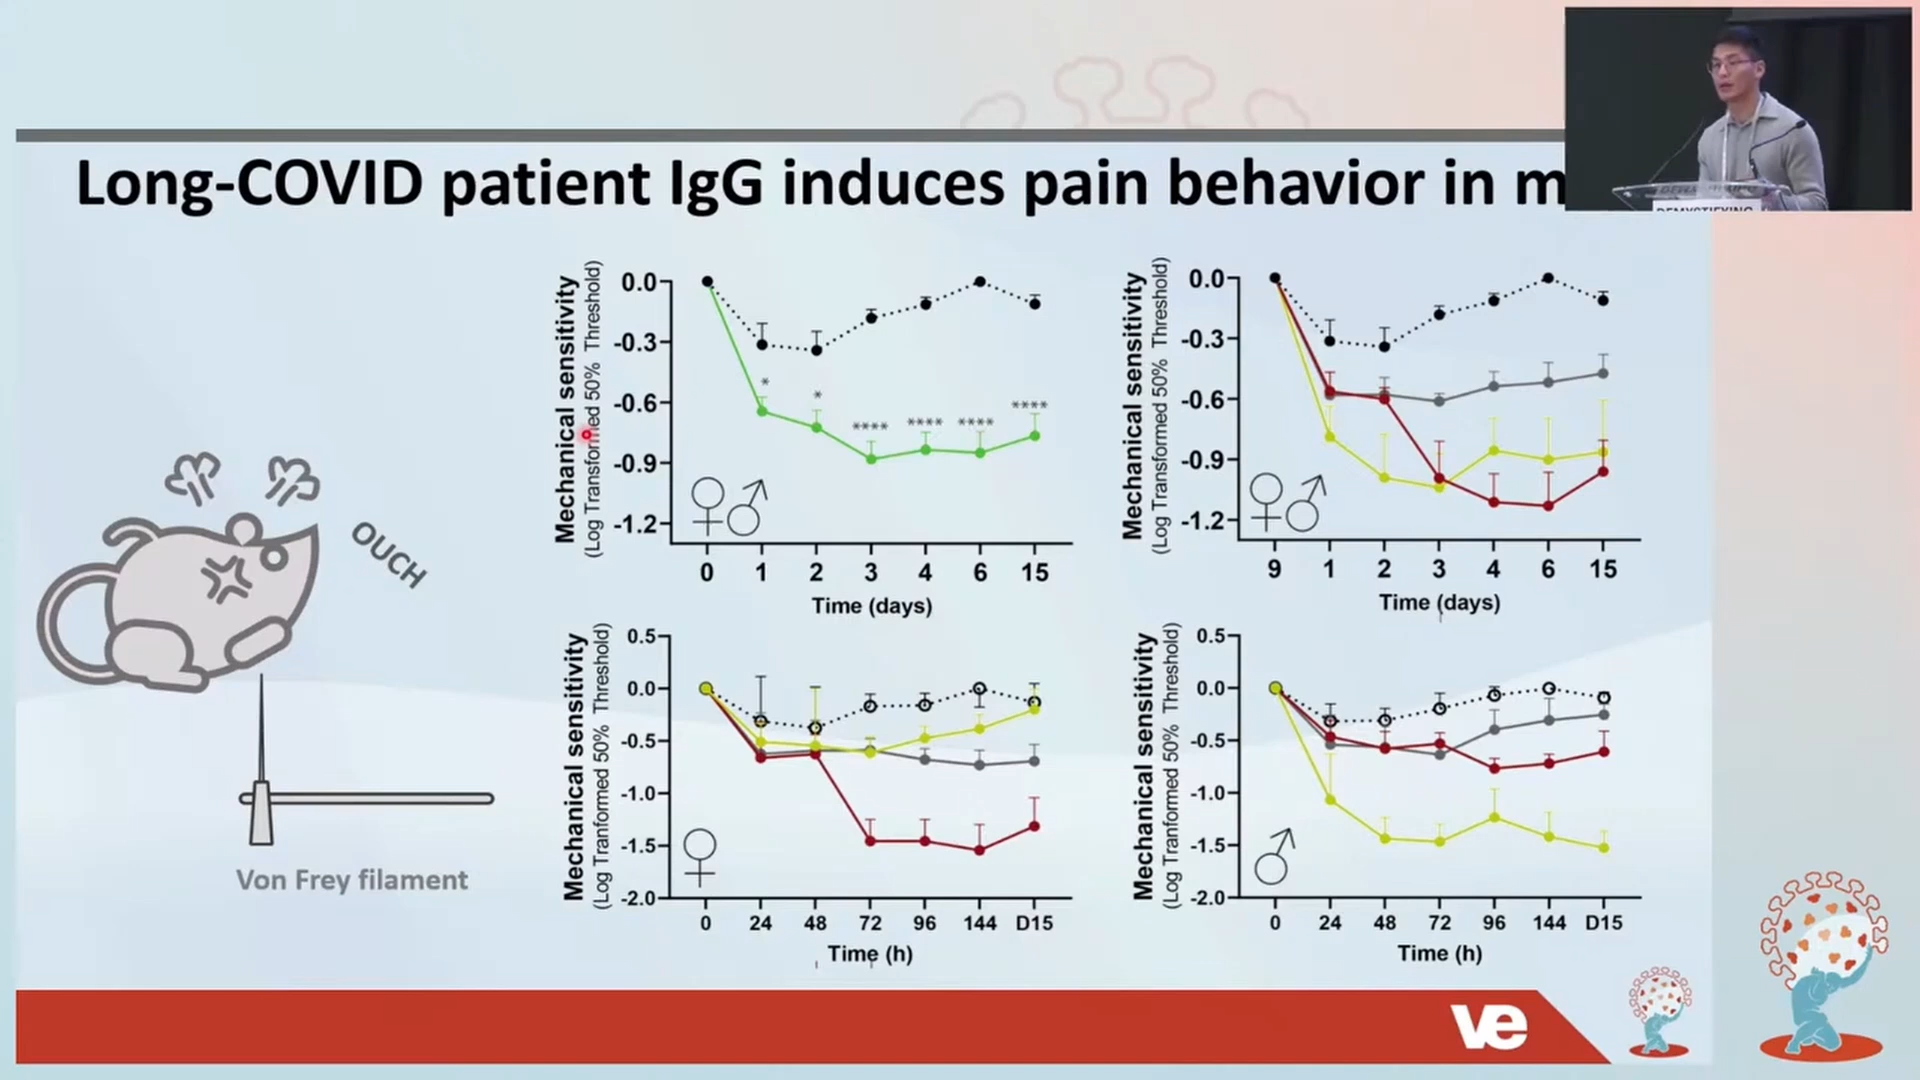 Long-COVID patient IgG induces pain behavior in m
OUCH
Von Frey filament
Mechanical sensitivity
(Log Transformed 50% Threshold)
0.0
-0.3
-0.6
-0.9
-1.2
* * **** **** **** ****
0 1 2 3 4 6 15
Time (days)
Mechanical sensitivity
(Log Transformed 50% Threshold)
0.0
-0.3
-0.6
-0.9
-1.2
9 1 2 3 4 6 15
Time (days)
Mechanical sensitivity
(Log Tranformed 50% Threshold)
0.5
0.0
-0.5
-1.0
-1.5
-2.0
0 24 48 72 96 144 D15
Time (h)
Mechanical sensitivity
(Log Tranformed 50% Threshold)
0.5
0.0
-0.5
-1.0
-1.5
-2.0
0 24 48 72 96 144 D15
Time (h)
ve
DEMYSTIFYING